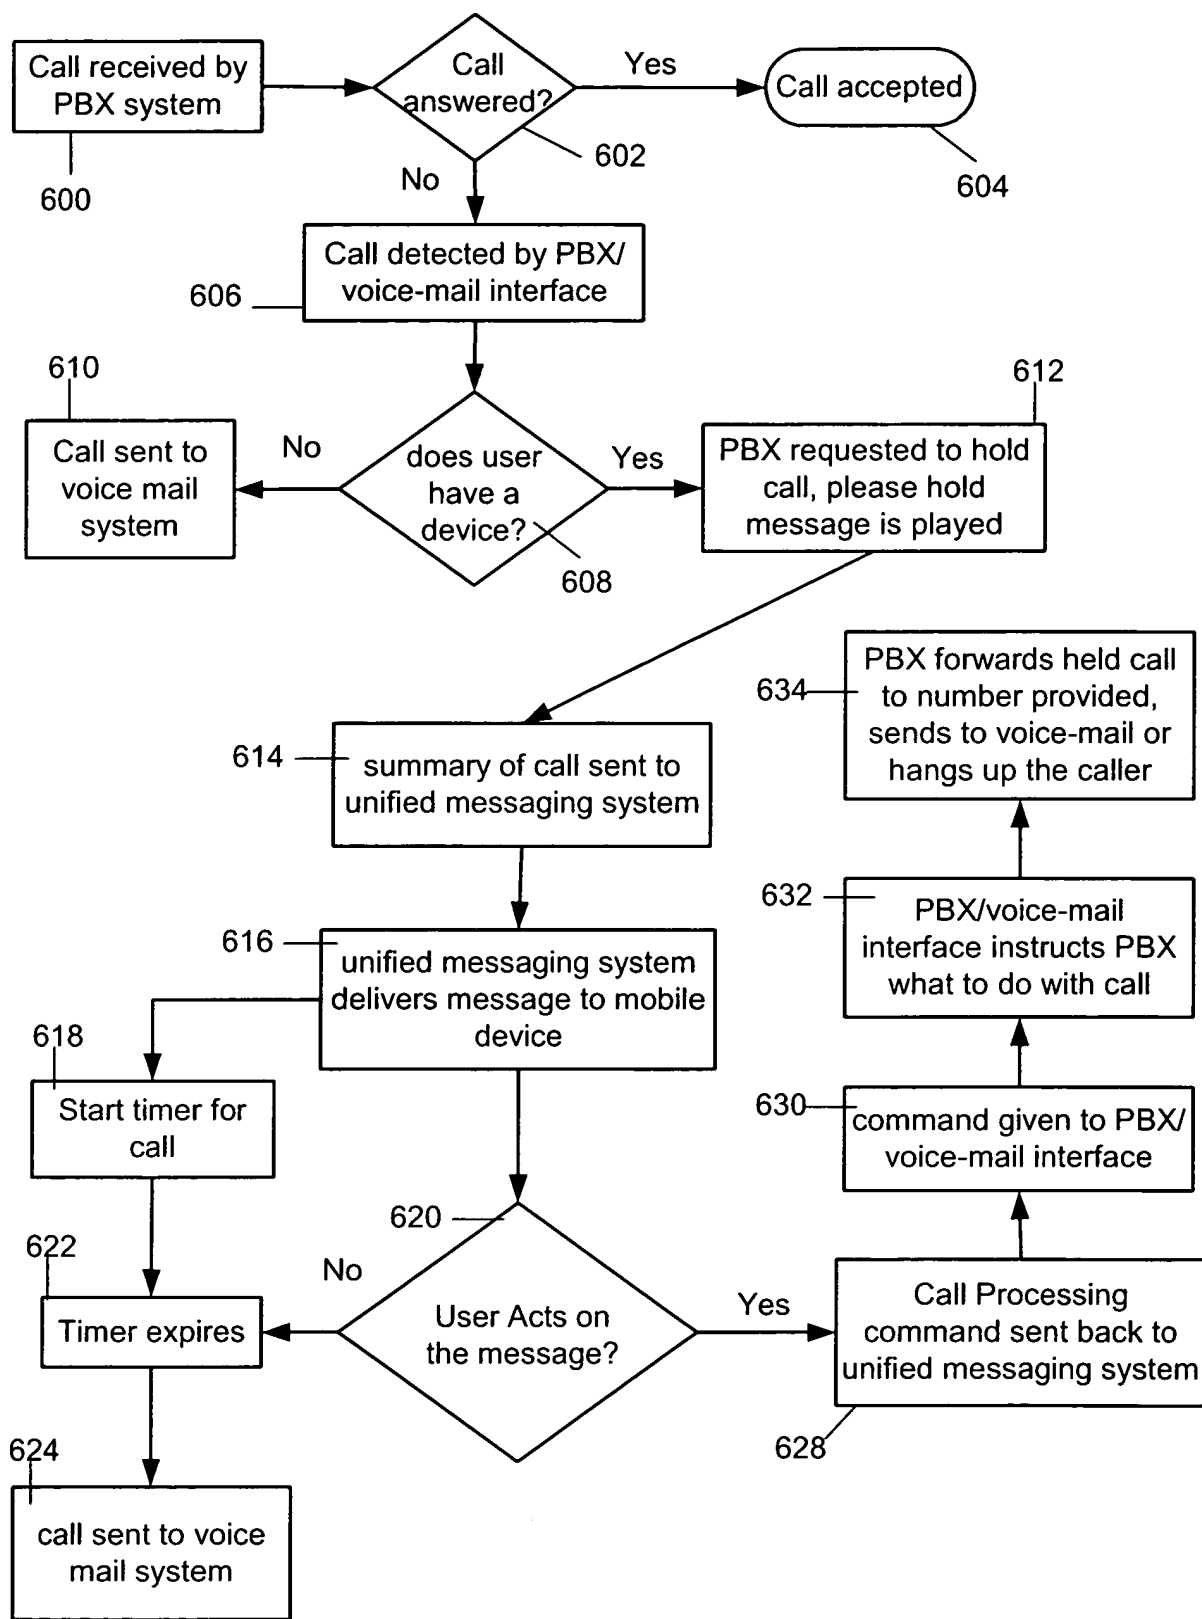 Call received by
PBX system
600
Call
answered?
602
Yes
Call accepted
604
No
Call detected by PBX/
voice-mail interface
606
610
Call sent to
voice mail
system
No
does user
have a
device?
608
Yes
612
PBX requested to hold
call, please hold
message is played
614
summary of call sent to
unified messaging system
634
PBX forwards held call
to number provided,
sends to voice-mail or
hangs up the caller
616
unified messaging system
delivers message to mobile
device
632
PBX/voice-mail
interface instructs PBX
what to do with call
618
Start timer for
call
630
command given to PBX/
voice-mail interface
620
User Acts on
the message?
No
Yes
622
Timer expires
Call Processing
command sent back to
unified messaging system
628
624
call sent to voice
mail system